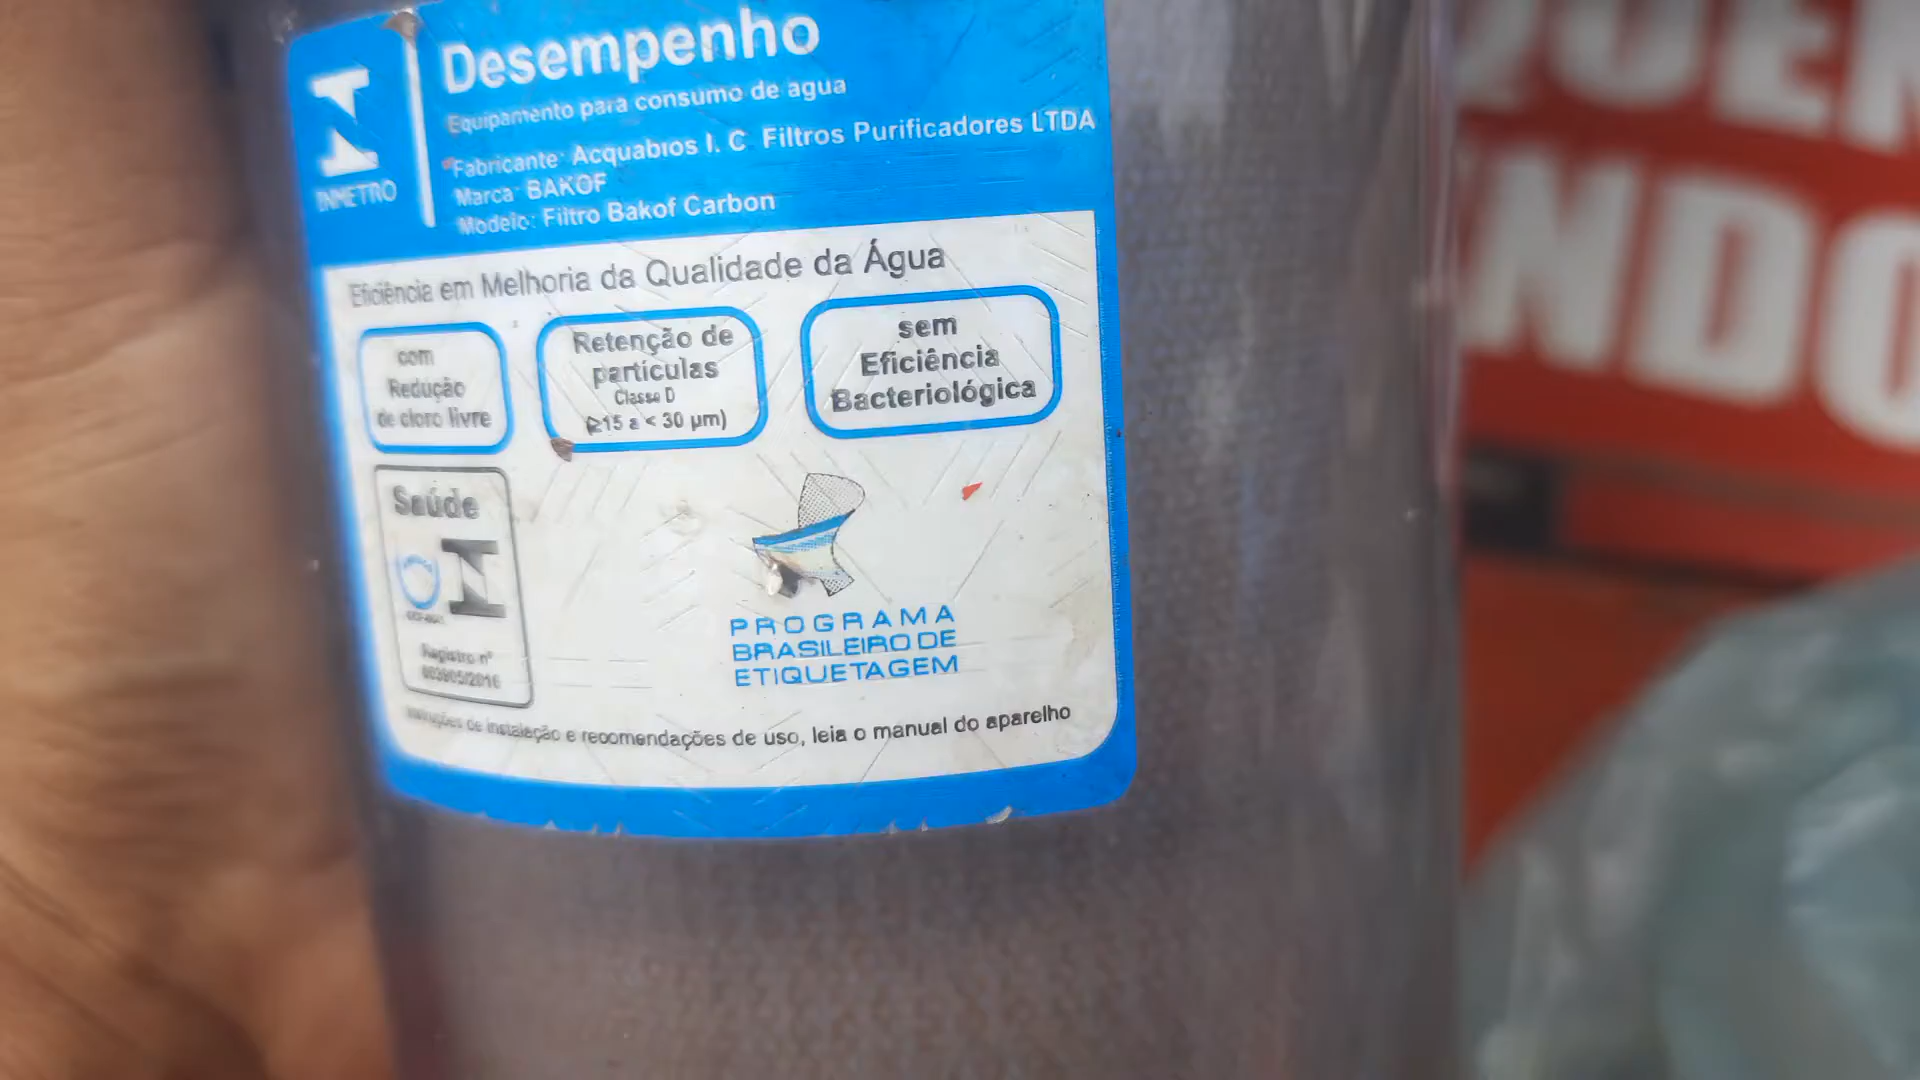 Desempenho
Equipamento para consumo de agua
Fabricante: Acquabios I. C Filtros Purificadores LTDA
Marca: BAKOF
Modelo: Filtro Bakof Carbon
INMETRO
Eficiência em Melhoria da Qualidade da Água
com
Redução
de cloro livre
Retenção de
partículas
Classe D
(≥15 a < 30 µm)
sem
Eficiência
Bacteriológica
Saúde
Registro nº
PROGRAMA
BRASILEIRO DE
ETIQUETAGEM
Instruções de instalação e recomendações de uso, leia o manual do aparelho
NDO